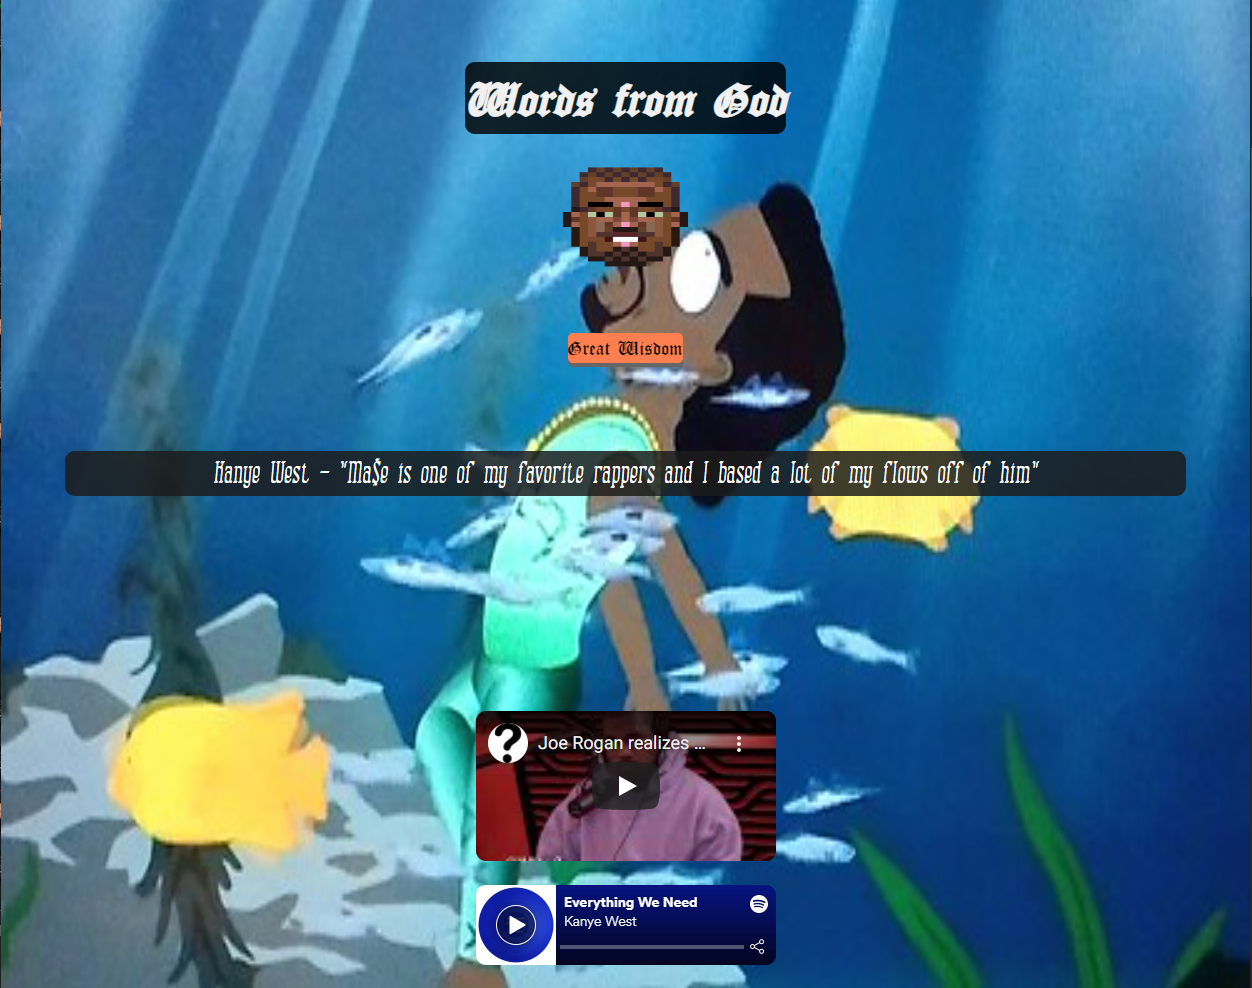 Words from God
Great Wisdom
Kanye West - "Ma$e is one of my favorite rappers and I based a lot of my flows off of him"
Joe Rogan realizes ...
Everything We Need
Kanye West